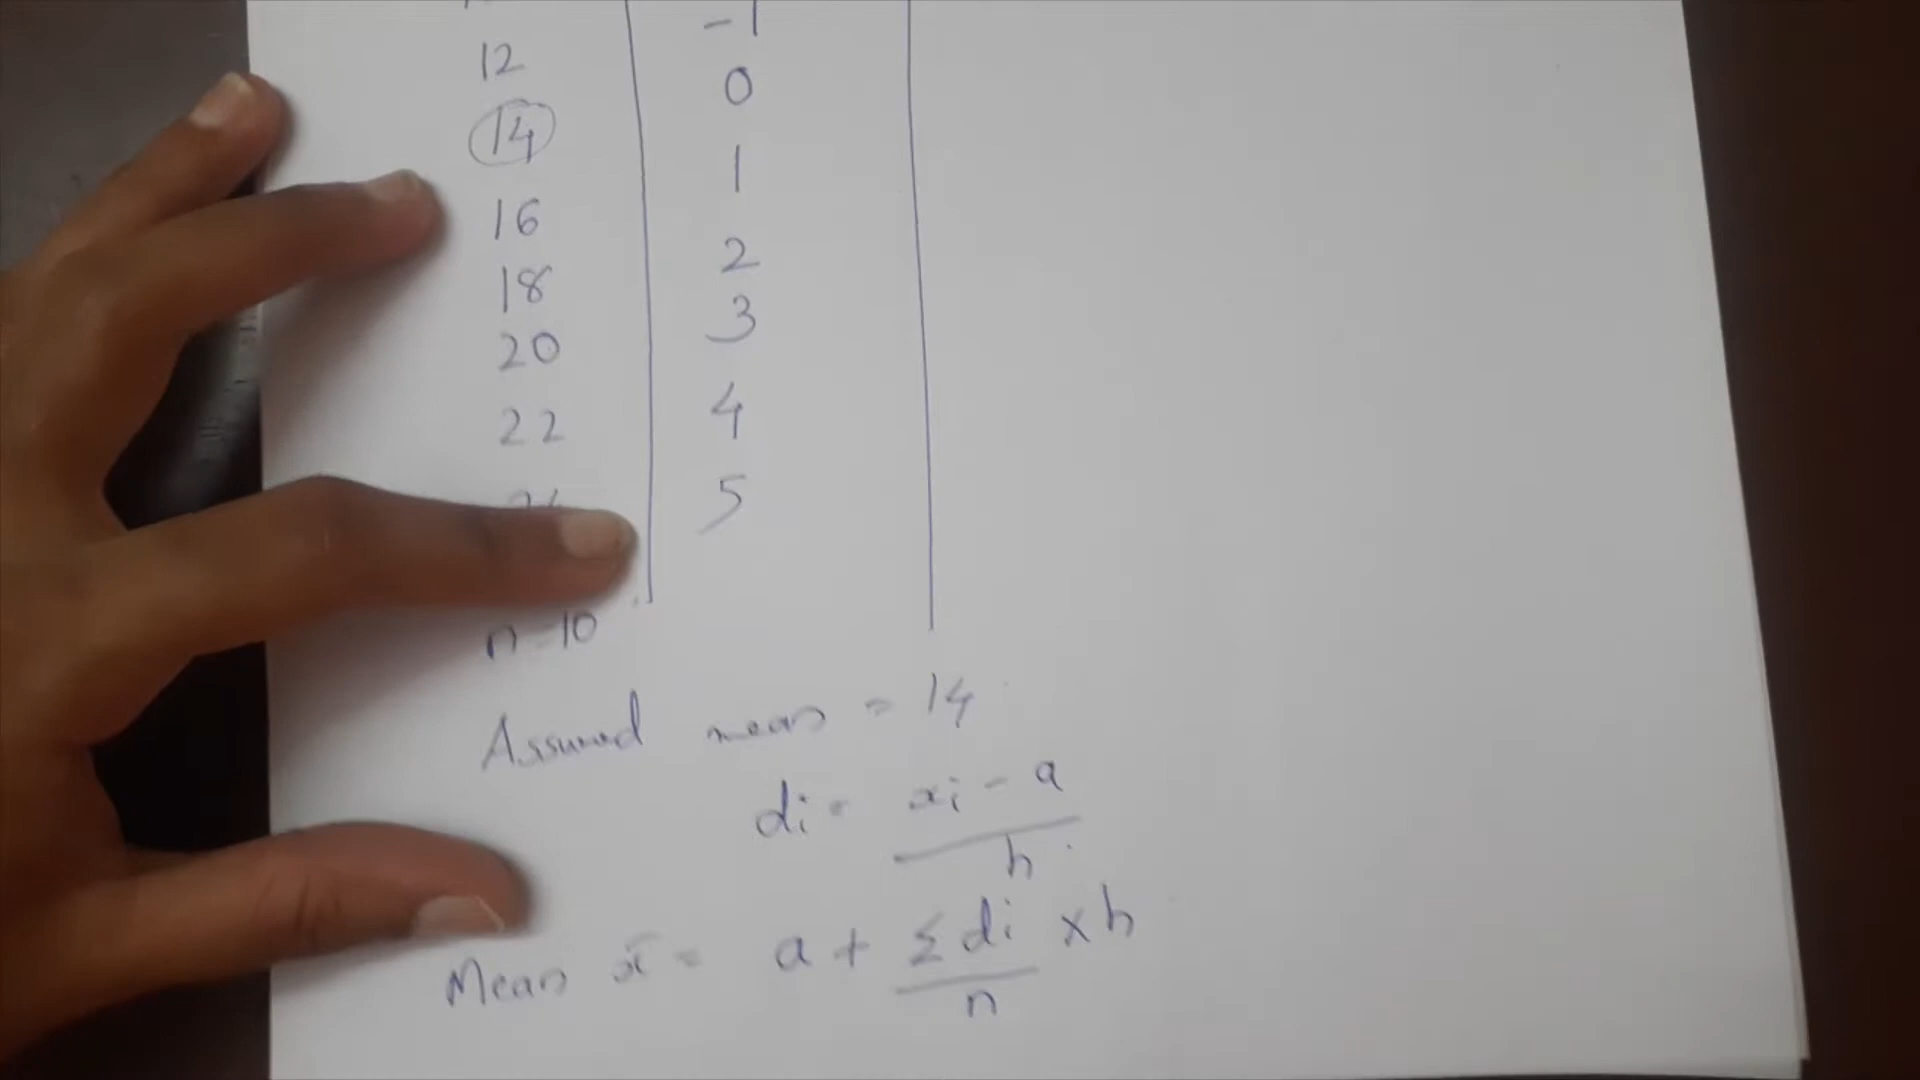 -1
12 0
14 1
16 2
18 3
20 4
22 5
n=10
Assumed mean = 14
di = xi - a
h
Mean x̄ = a + Σdi × h
n